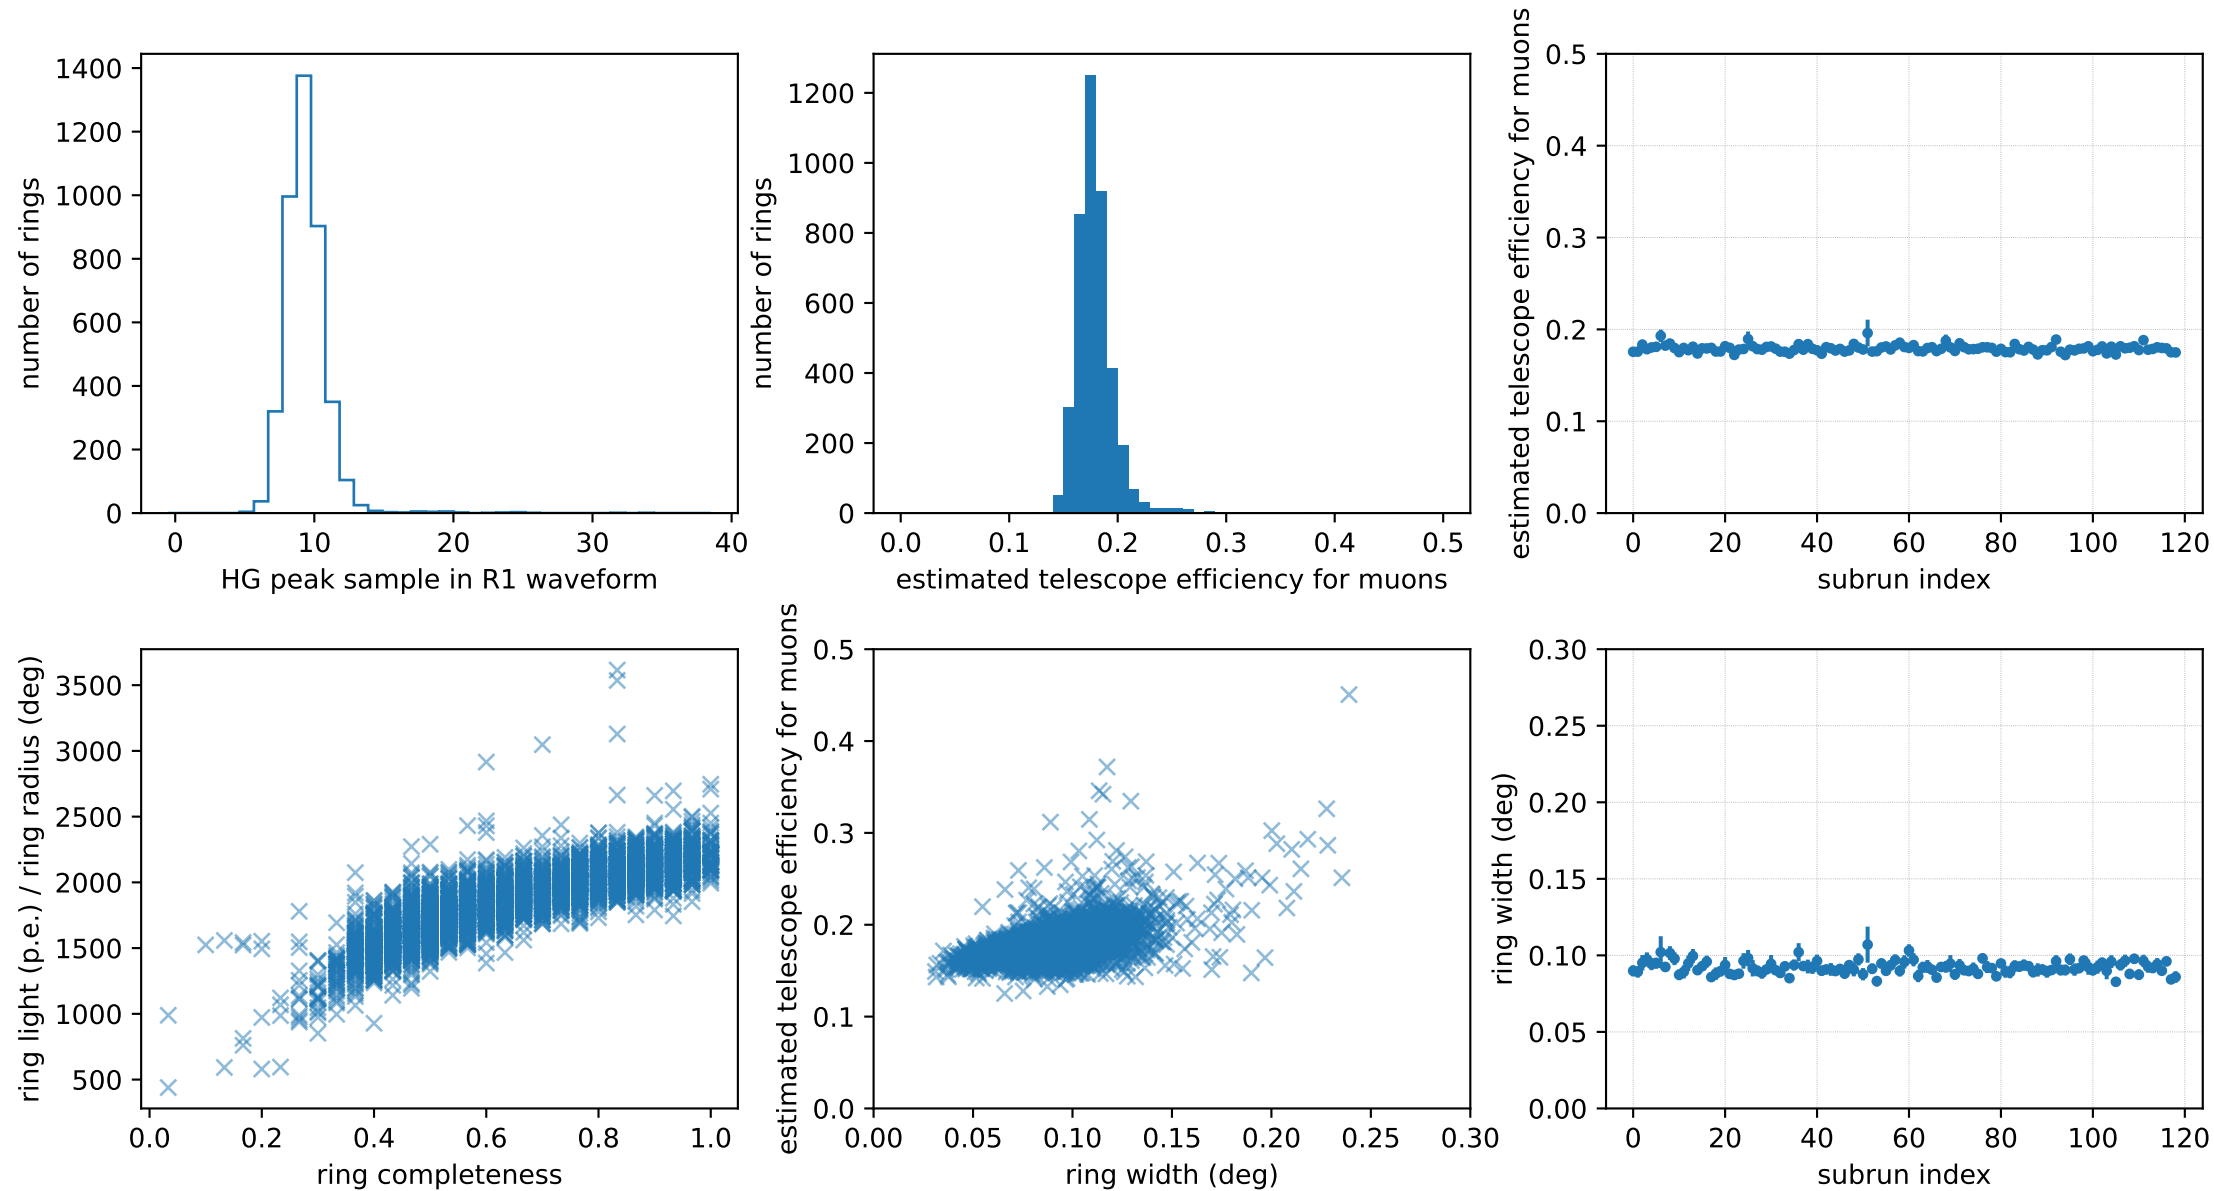 1400
1200
1000
800
600
400
200
0
number of rings
0 10 20 30 40
HG peak sample in R1 waveform
1200
1000
800
600
400
200
0
number of rings
0.0 0.1 0.2 0.3 0.4 0.5
estimated telescope efficiency for muons
0.5
0.4
0.3
0.2
0.1
0.0
estimated telescope efficiency for muons
0 20 40 60 80 100 120
subrun index
3500
3000
2500
2000
1500
1000
500
ring light (p.e.) / ring radius (deg)
0.0 0.2 0.4 0.6 0.8 1.0
ring completeness
0.5
0.4
0.3
0.2
0.1
0.0
estimated telescope efficiency for muons
0.00 0.05 0.10 0.15 0.20 0.25 0.30
ring width (deg)
0.30
0.25
0.20
0.15
0.10
0.05
0.00
ring width (deg)
0 20 40 60 80 100 120
subrun index